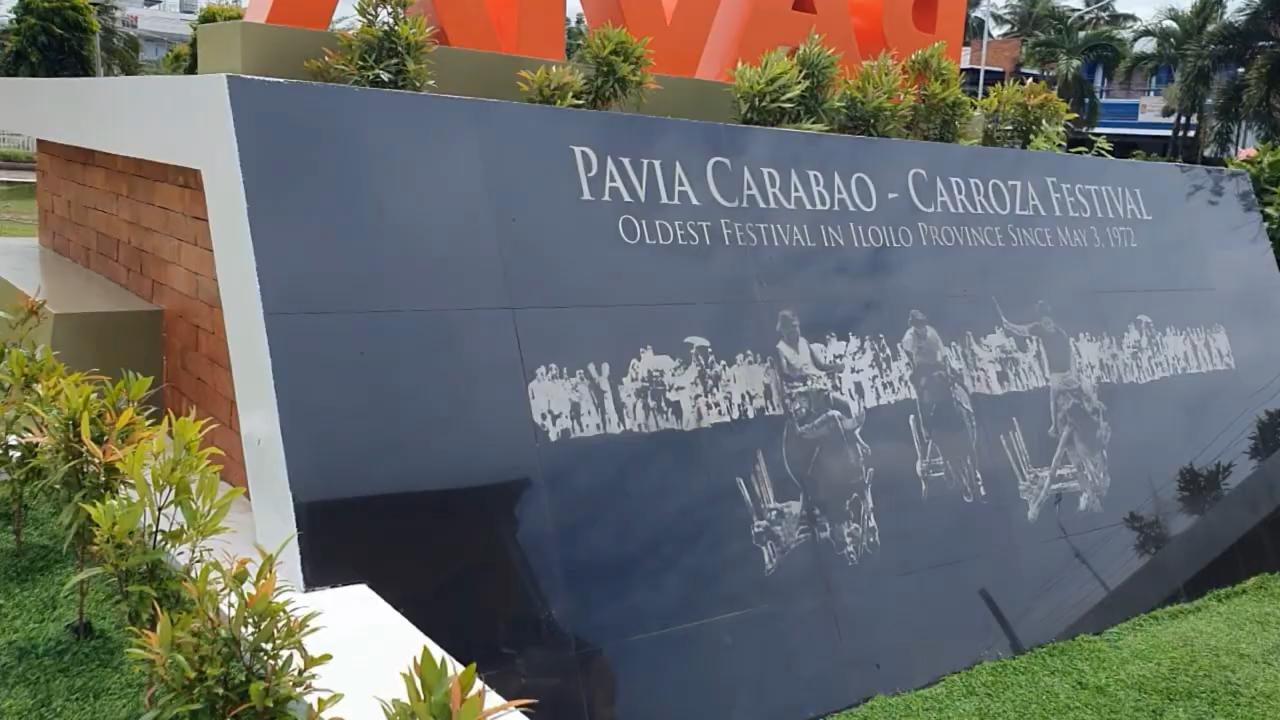 PAVIA CARABAO - CARROZA FESTIVAL
OLDEST FESTIVAL IN ILOILO PROVINCE SINCE MAY 3, 1972